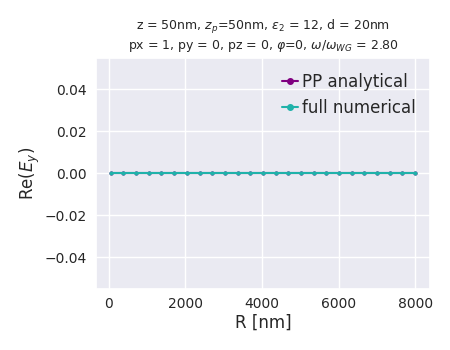 z = 50nm, z_p=50nm, ε₂ = 12, d = 20nm
px = 1, py = 0, pz = 0, φ=0, ω/ω_WG = 2.80
PP analytical
full numerical
Re(E_y)
0.04
0.02
0.00
−0.02
−0.04
0 2000 4000 6000 8000
R [nm]